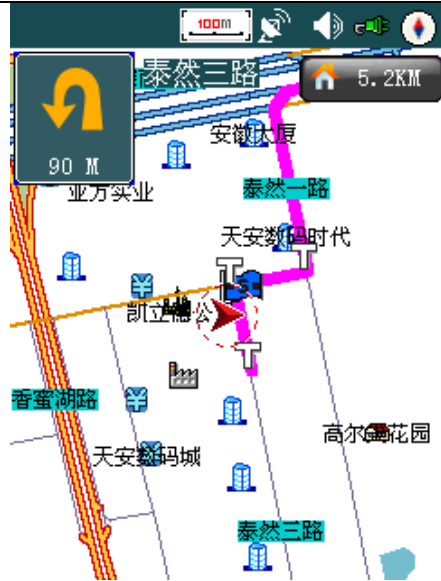 100M
泰然三路
5.2KM
90 M
安徽大厦
亚方实业
泰然一路
天安数码时代
凯立德公
香蜜湖路
高尔夫花园
天安数码城
泰然三路